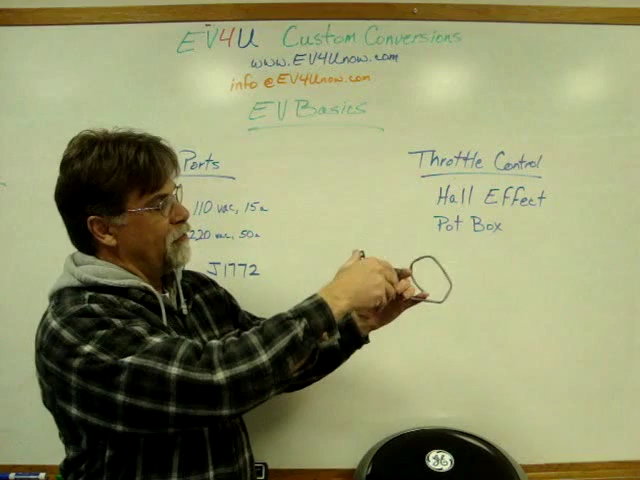 EV4U Custom Conversions
www.EV4Unow.com
info@EV4Unow.com
EV Basics
Ports
110 vac, 15a
220 vac, 50a
J1772
Throttle Control
Hall Effect
Pot Box
GE